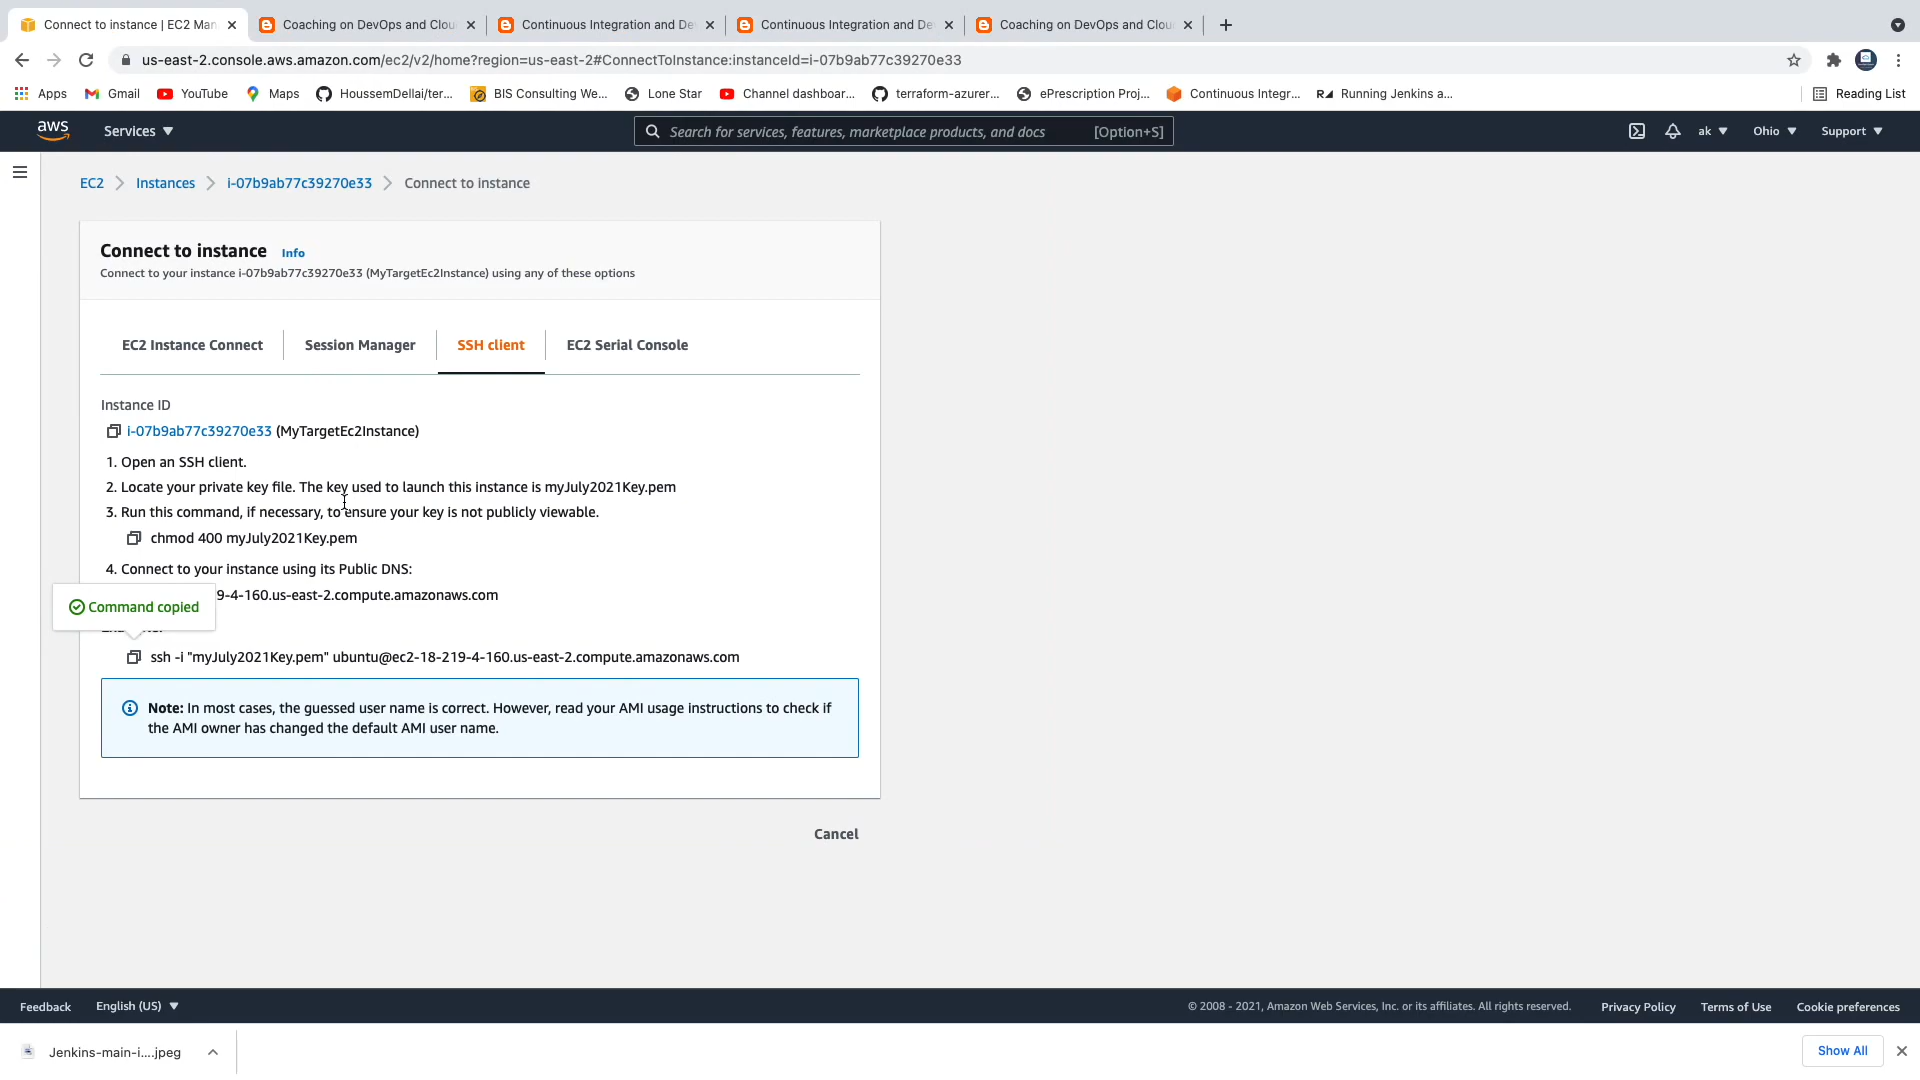 Connect to instance | EC2 Man
Coaching on DevOps and Clou
Continuous Integration and De
Continuous Integration and De
Coaching on DevOps and Clou
us-east-2.console.aws.amazon.com/ec2/v2/home?region=us-east-2#ConnectToInstance:instanceId=i-07b9ab77c39270e33
Apps
Gmail
YouTube
Maps
HoussemDellai/ter...
BIS Consulting We...
Lone Star
Channel dashboar...
terraform-azurer...
ePrescription Proj...
Continuous Integr...
Running Jenkins a...
Reading List
aws
Services
Search for services, features, marketplace products, and docs
[Option+S]
ak
Ohio
Support
EC2
Instances
i-07b9ab77c39270e33
Connect to instance
Connect to instance Info
Connect to your instance i-07b9ab77c39270e33 (MyTargetEc2Instance) using any of these options
EC2 Instance Connect
Session Manager
SSH client
EC2 Serial Console
Instance ID
i-07b9ab77c39270e33 (MyTargetEc2Instance)
1. Open an SSH client.
2. Locate your private key file. The key used to launch this instance is myJuly2021Key.pem
3. Run this command, if necessary, to ensure your key is not publicly viewable.
chmod 400 myJuly2021Key.pem
4. Connect to your instance using its Public DNS:
9-4-160.us-east-2.compute.amazonaws.com
Command copied
ssh -i "myJuly2021Key.pem" ubuntu@ec2-18-219-4-160.us-east-2.compute.amazonaws.com
Note: In most cases, the guessed user name is correct. However, read your AMI usage instructions to check if
the AMI owner has changed the default AMI user name.
Cancel
Feedback
English (US)
© 2008 - 2021, Amazon Web Services, Inc. or its affiliates. All rights reserved.
Privacy Policy
Terms of Use
Cookie preferences
Jenkins-main-i....jpeg
Show All